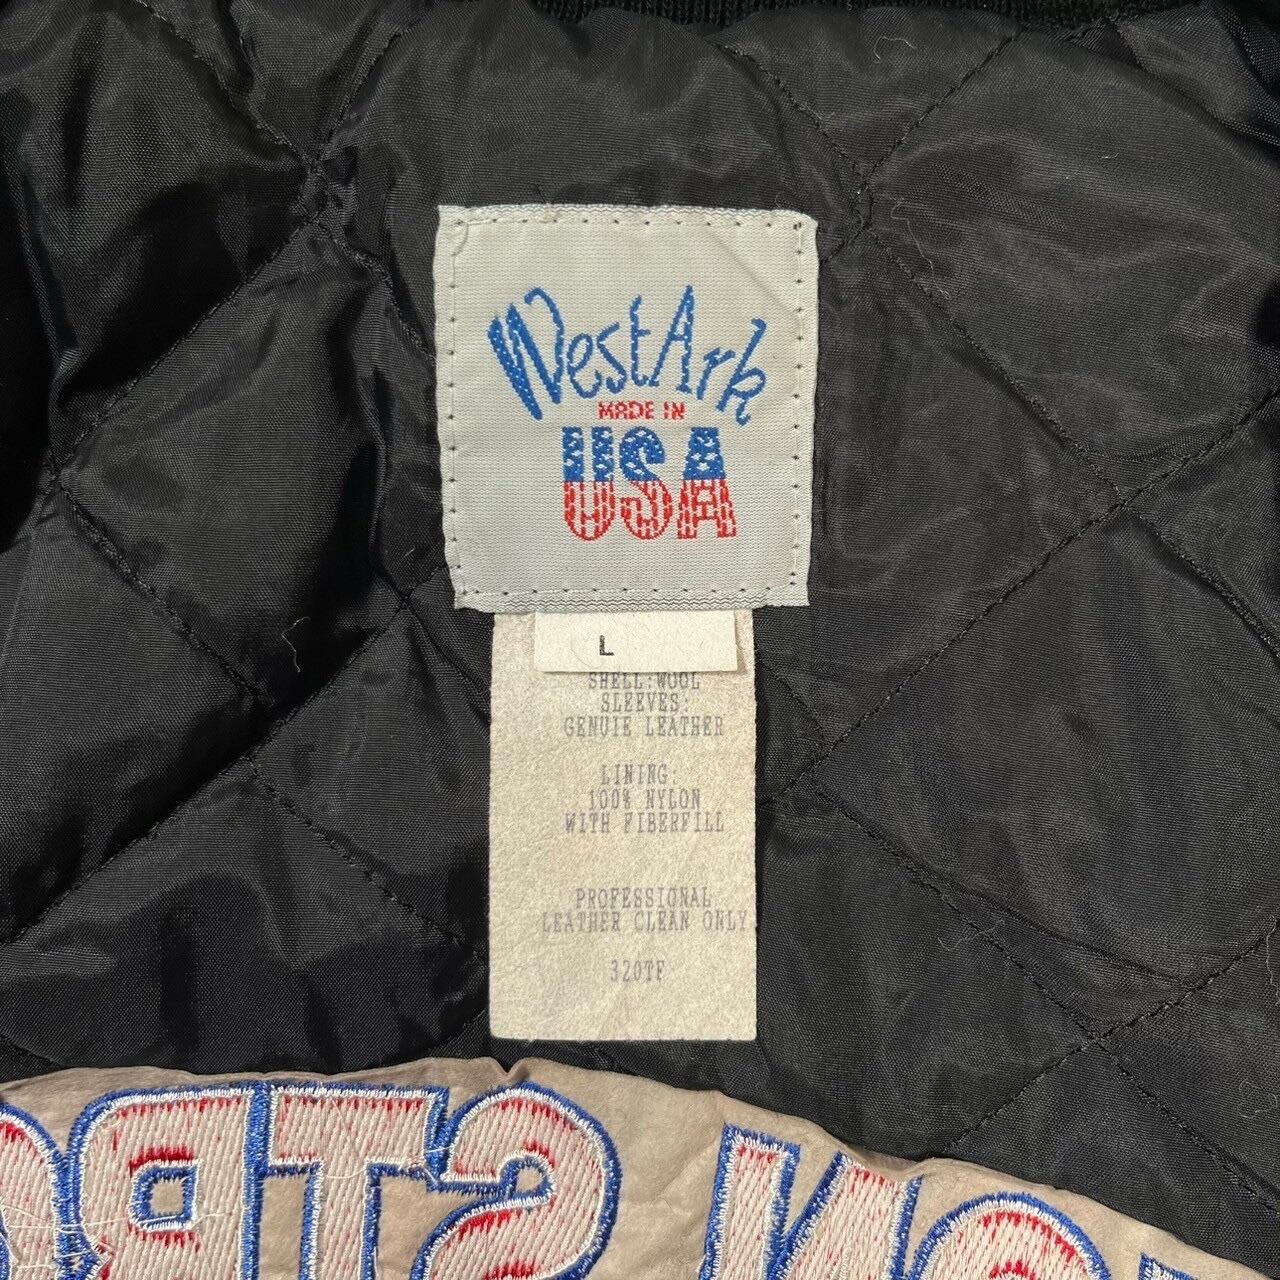 WestArk
MADE IN
USA
L
SHELL:WOOL
SLEEVES:
GENUIE LEATHER
LINING:
100% NYLON
WITH FIBERFILL
PROFESSIONAL
LEATHER CLEAN ONLY
320TF